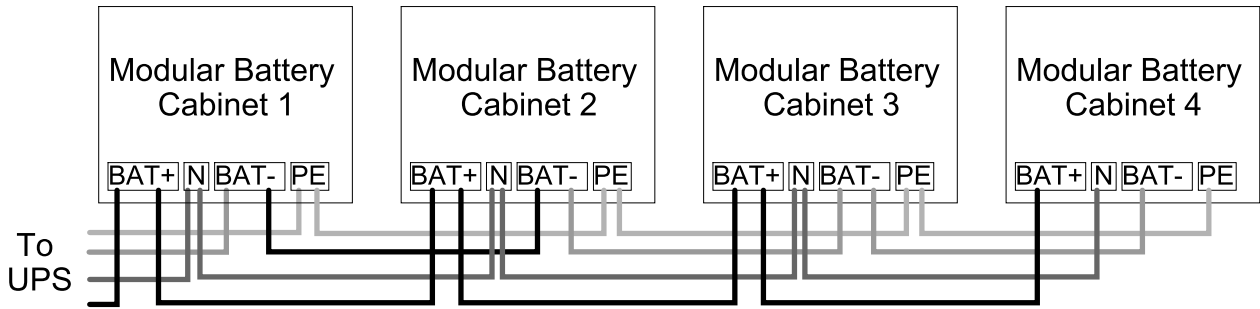 Modular Battery
Cabinet 1
BAT+ N BAT- PE
Modular Battery
Cabinet 2
BAT+ N BAT- PE
Modular Battery
Cabinet 3
BAT+ N BAT- PE
Modular Battery
Cabinet 4
BAT+ N BAT- PE
To
UPS